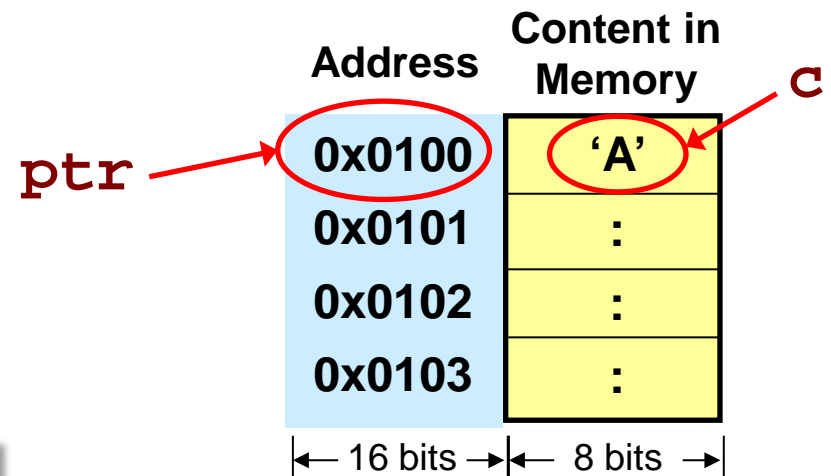 Address
Content in
Memory
c
ptr
0x0100 ‘A’
0x0101 :
0x0102 :
0x0103 :
16 bits 8 bits